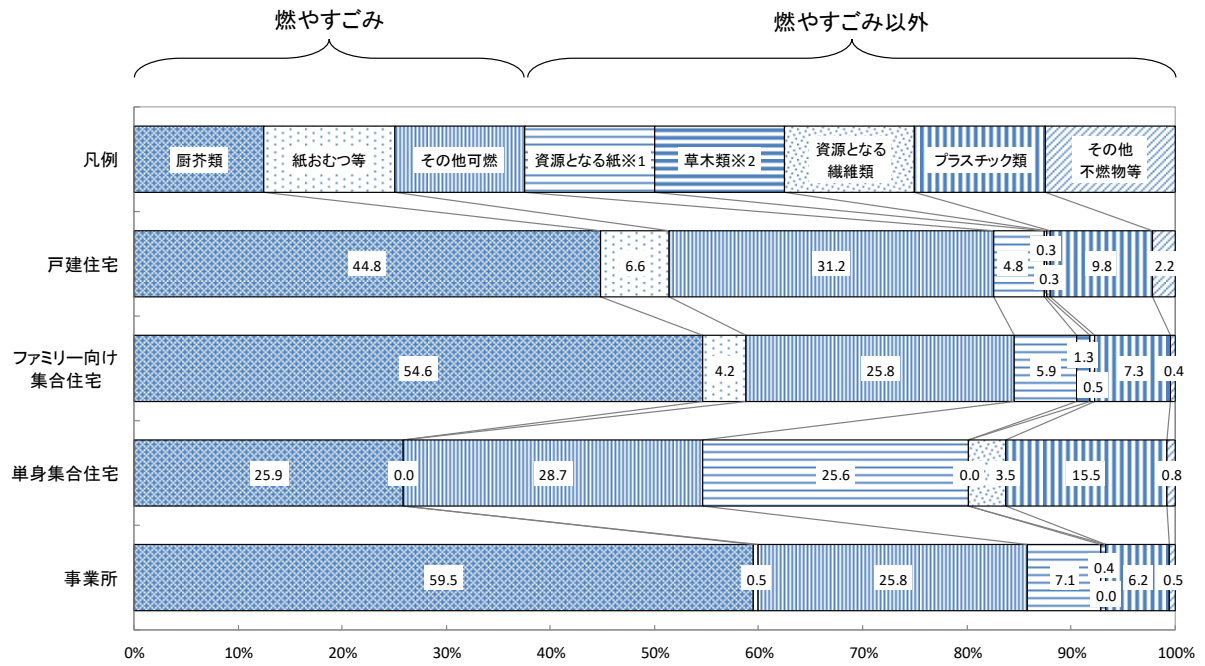 燃やすごみ
燃やすごみ以外
凡例
厨芥類
紙おむつ等
その他可燃
資源となる紙※1
草木類※2
資源となる
繊維類
プラスチック類
その他
不燃物等
戸建住宅
44.8
6.6
31.2
4.8
0.3
0.3
9.8
2.2
ファミリー向け
集合住宅
54.6
4.2
25.8
5.9
1.3
0.5
7.3
0.4
単身集合住宅
25.9
0.0
28.7
25.6
0.0
3.5
15.5
0.8
事業所
59.5
0.5
25.8
7.1
0.4
0.0
6.2
0.5
0%
10%
20%
30%
40%
50%
60%
70%
80%
90%
100%